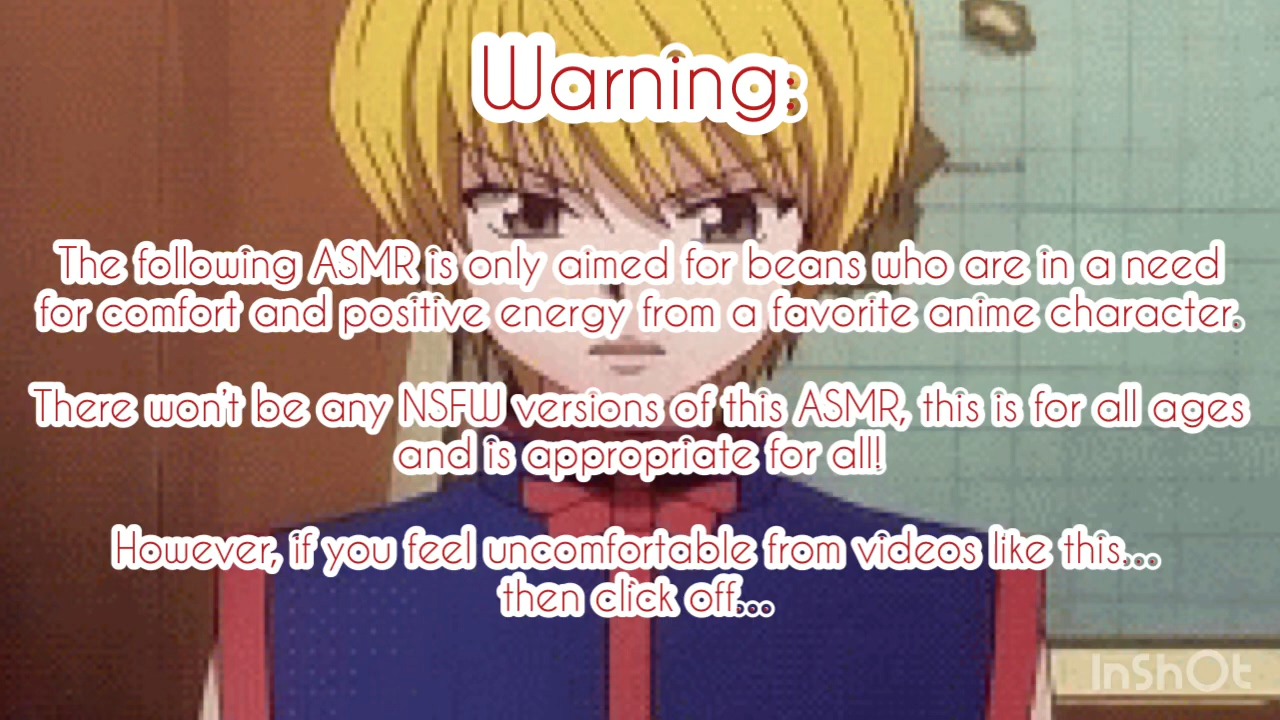 Warning:
The following ASMR is only aimed for beans who are in a need
for comfort and positive energy from a favorite anime character.
There won't be any NSFW versions of this ASMR, this is for all ages
and is appropriate for all!
However, if you feel uncomfortable from videos like this...
then click off...
InShOt